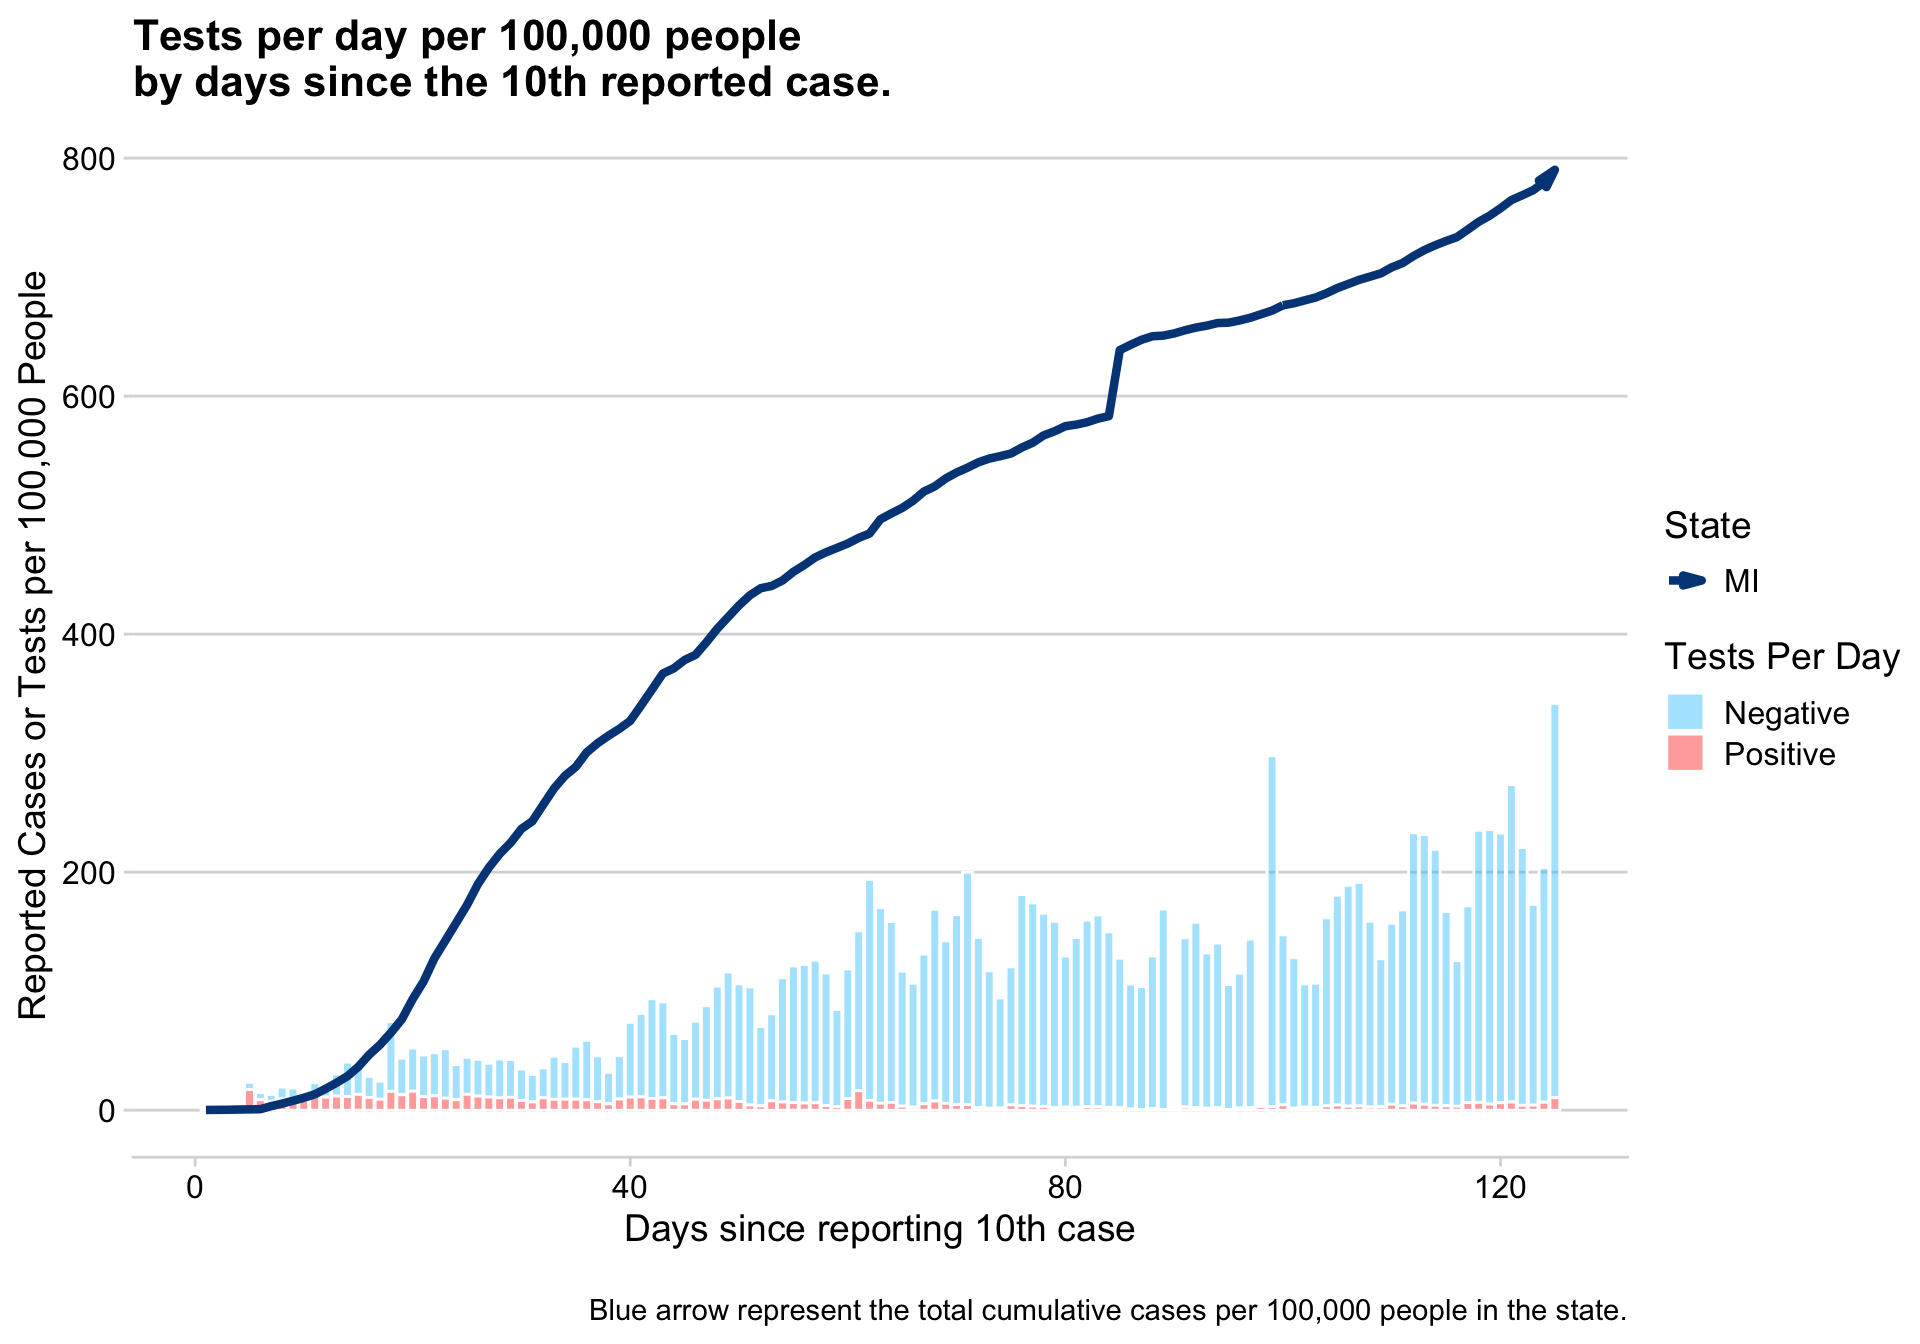 Tests per day per 100,000 people
by days since the 10th reported case.
Reported Cases or Tests per 100,000 People
800
600
400
200
0
0
40
80
120
Days since reporting 10th case
State
MI
Tests Per Day
Negative
Positive
Blue arrow represent the total cumulative cases per 100,000 people in the state.